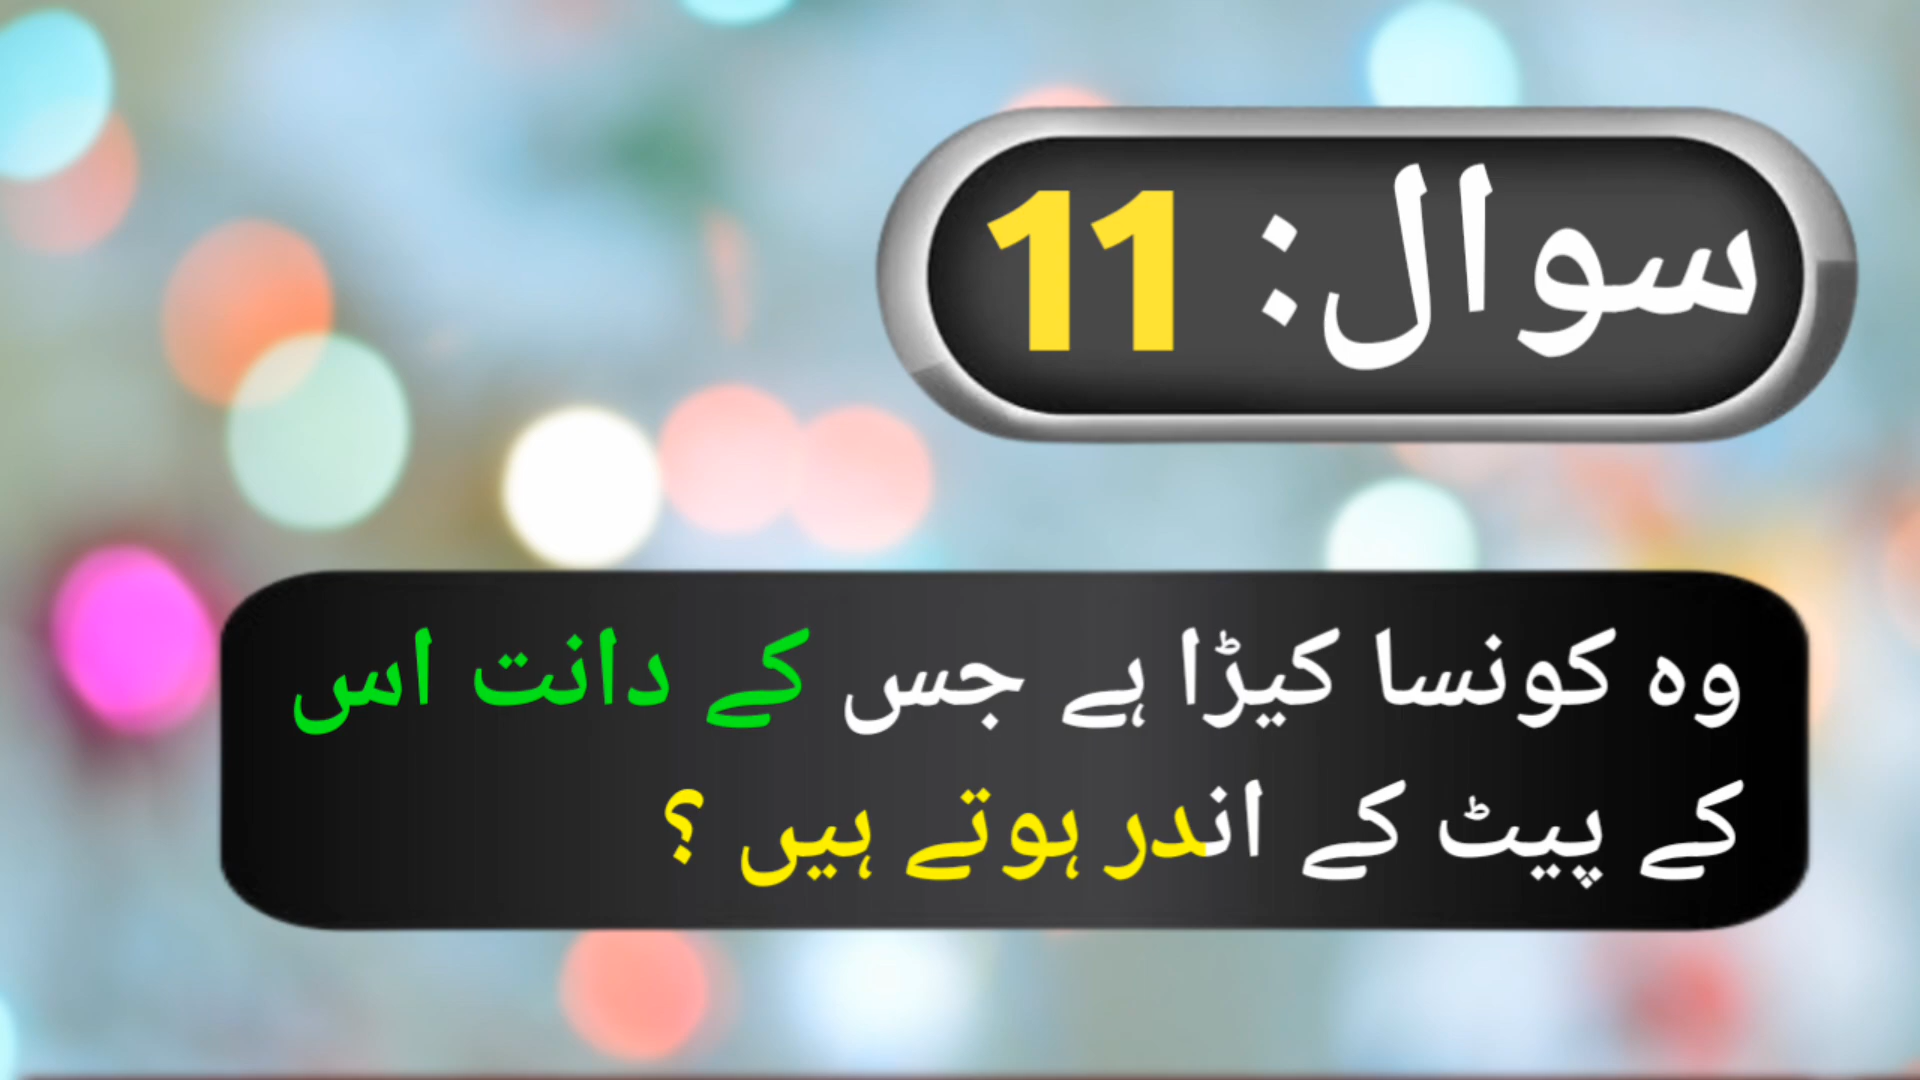 سوال: 11
وہ کونسا کیڑا ہے جس کے دانت اس
کے پیٹ کے اندر ہوتے ہیں ؟